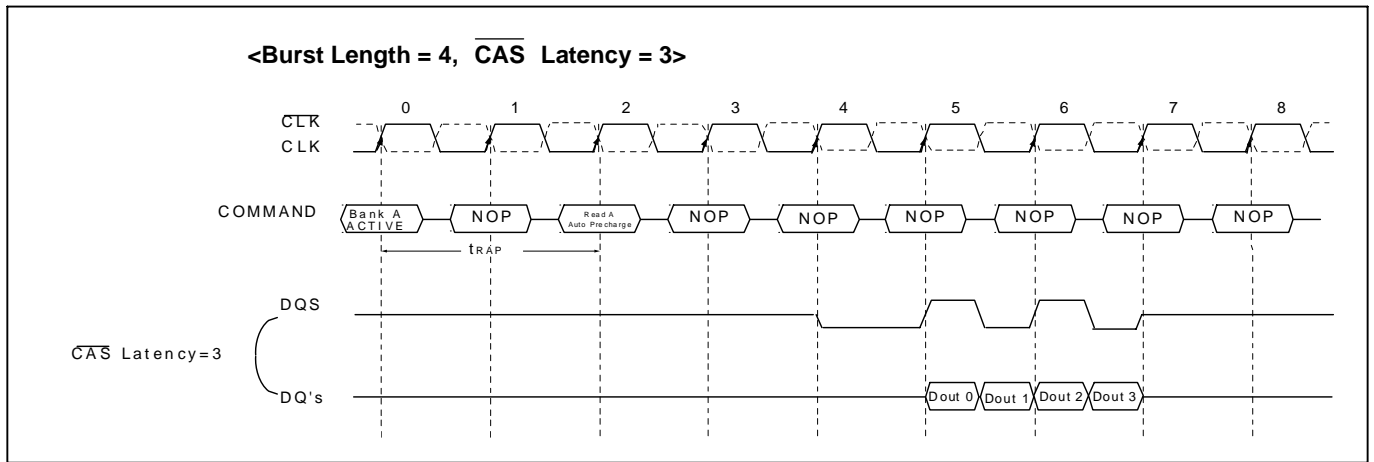 <Burst Length = 4, CAS Latency = 3>
0 1 2 3 4 5 6 7 8
CLK
CLK
COMMAND
Bank A ACTIVE
NOP
Read A Auto Precharge
NOP
NOP
NOP
NOP
NOP
NOP
tRAP
DQS
CAS Latency=3
DQ's
Dout 0 Dout 1 Dout 2 Dout 3